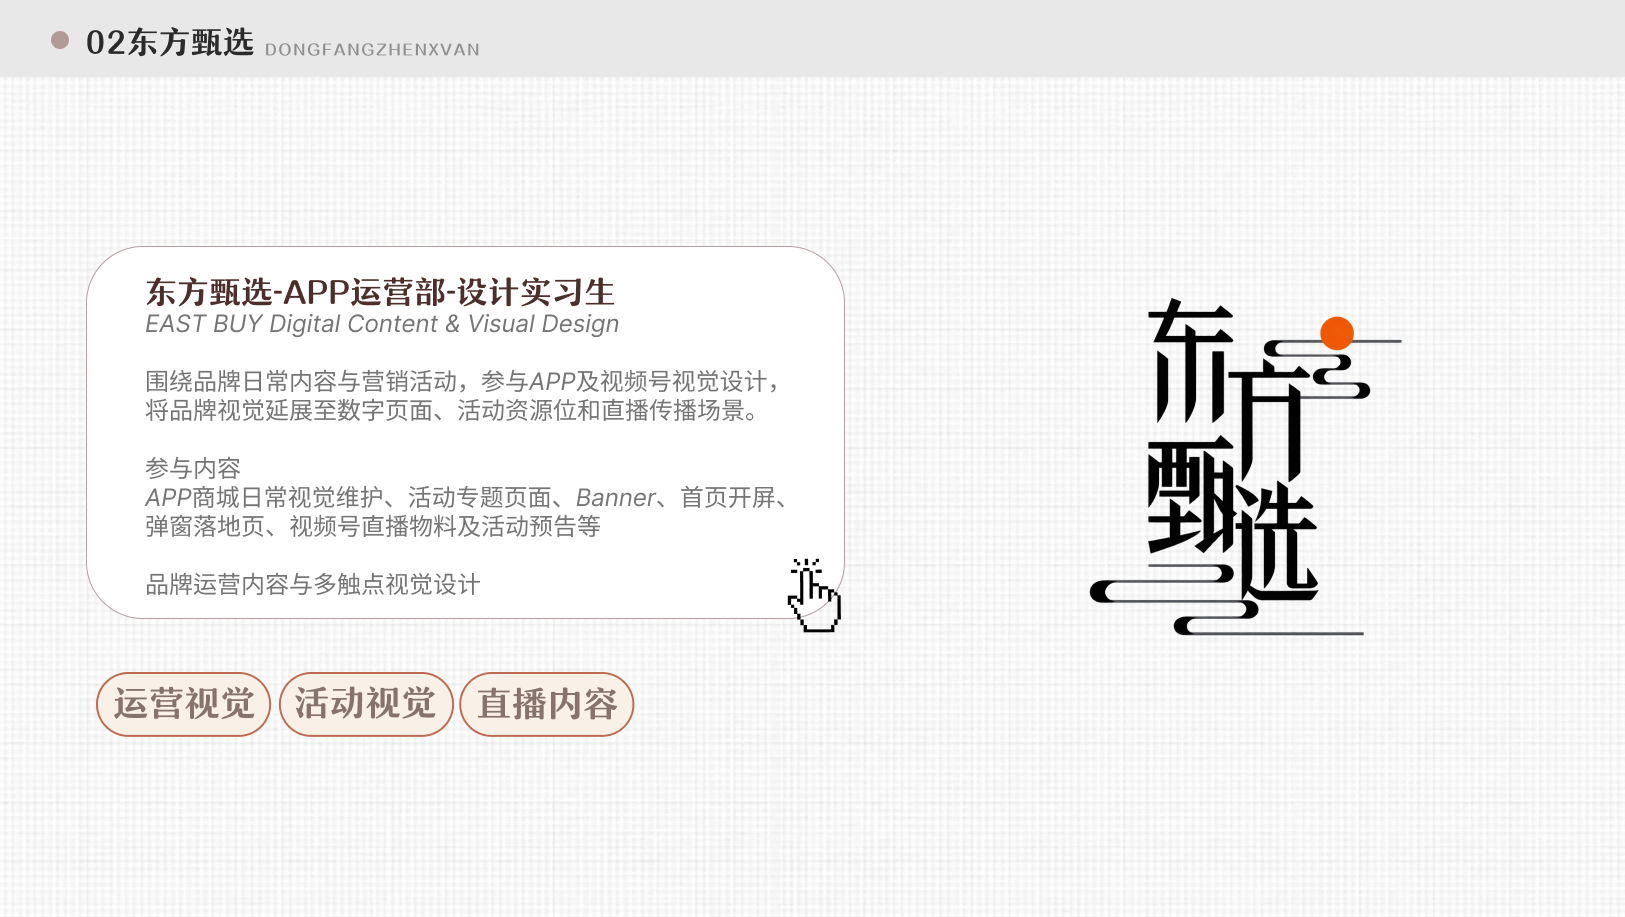 02东方甄选 DONGFANGZHENXVAN
东方甄选-APP运营部-设计实习生
EAST BUY Digital Content & Visual Design
围绕品牌日常内容与营销活动，参与APP及视频号视觉设计，
将品牌视觉延展至数字页面、活动资源位和直播传播场景。
参与内容
APP商城日常视觉维护、活动专题页面、Banner、首页开屏、
弹窗落地页、视频号直播物料及活动预告等
品牌运营内容与多触点视觉设计
运营视觉 活动视觉 直播内容
东方
甄选